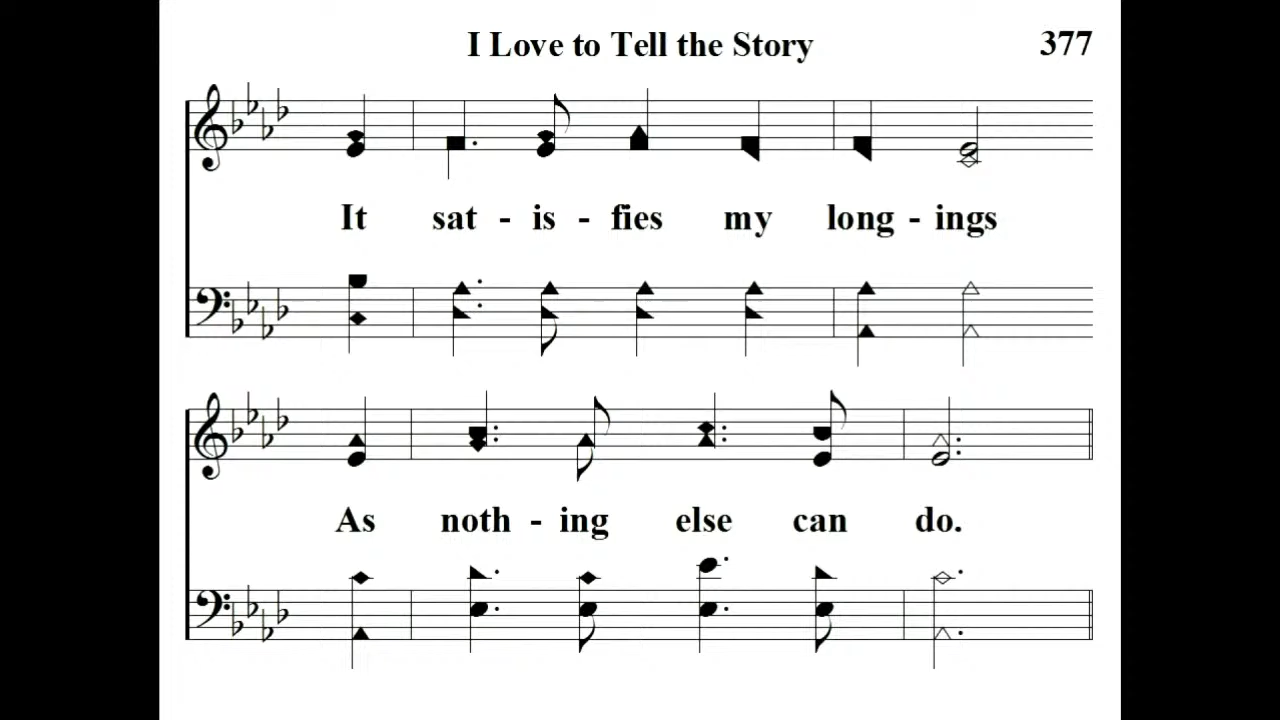 I Love to Tell the Story 377
It sat - is - fies my long - ings
As noth - ing else can do.